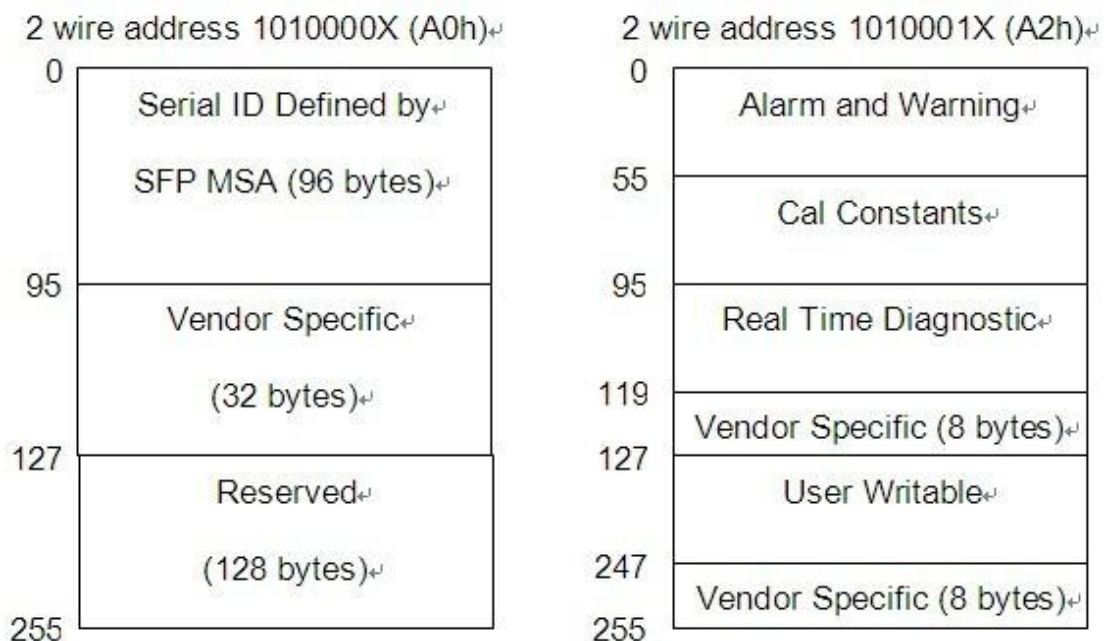 2 wire address 1010000X (A0h)↵
0
Serial ID Defined by↵
SFP MSA (96 bytes)↵
95
Vendor Specific↵
(32 bytes)↵
127
Reserved↵
(128 bytes)↵
255
2 wire address 1010001X (A2h)↵
0
Alarm and Warning↵
55
Cal Constants↵
95
Real Time Diagnostic↵
119
Vendor Specific (8 bytes)↵
127
User Writable↵
247
Vendor Specific (8 bytes)↵
255